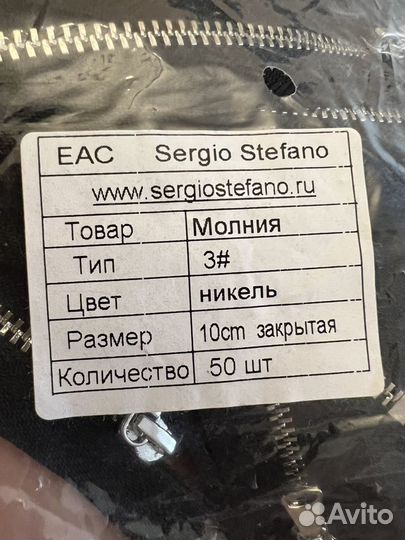 EAC Sergio Stefano
www.sergiostefano.ru
Товар Молния
Тип 3#
Цвет никель
Размер 10cm закрытая
Количество 50 шт
Avito